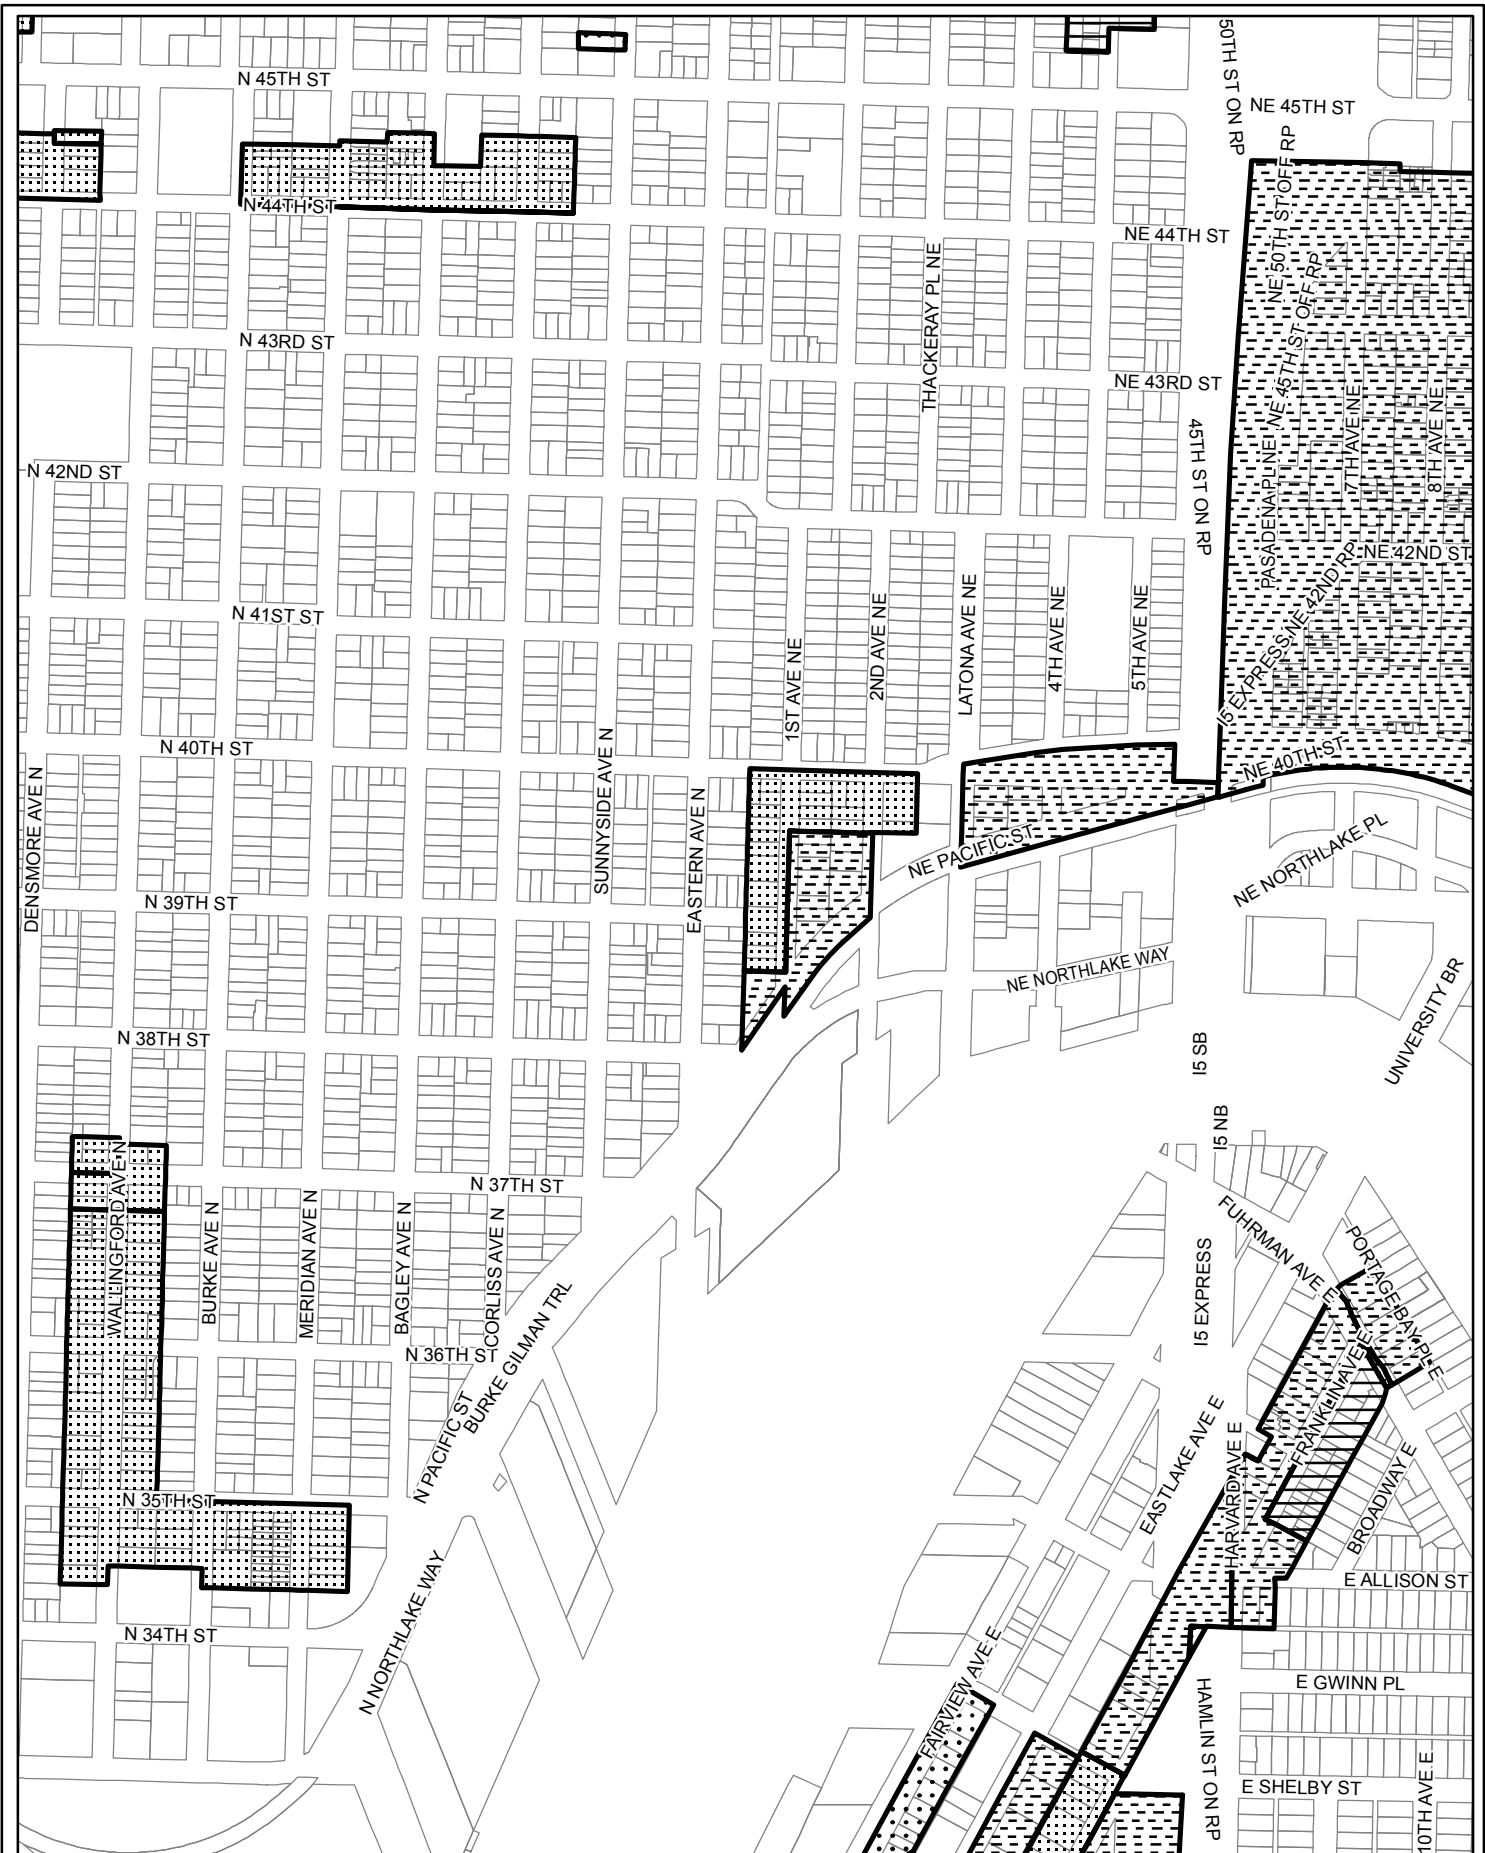 50TH ST ON RP
N 45TH ST
NE 45TH ST
NE 50TH ST OFF RP
N 44TH ST
NE 44TH ST
THACKERAY PL NE
NE 45TH ST OFF RP
N 43RD ST
NE 43RD ST
7TH AVE NE
8TH AVE NE
45TH ST ON RP
PASADENA PL NE
N 42ND ST
NE 42ND ST
I5 EXPRESS NE 42ND RP
N 41ST ST
1ST AVE NE
2ND AVE NE
LATONA AVE NE
4TH AVE NE
5TH AVE NE
N 40TH ST
NE 40TH ST
DENSMORE AVE N
SUNNYSIDE AVE N
EASTERN AVE N
NE PACIFIC ST
NE NORTHLAKE PL
N 39TH ST
NE NORTHLAKE WAY
UNIVERSITY BR
N 38TH ST
I5 SB
I5 NB
WALLINGFORD AVE N
N 37TH ST
BURKE AVE N
MERIDIAN AVE N
BAGLEY AVE N
CORLISS AVE N
FUHRMAN AVE E
PORTAGE BAY PL E
I5 EXPRESS
BURKE GILMAN TRL
N 36TH ST
FRANKLIN AVE E
N PACIFIC ST
EASTLAKE AVE E
HARVARD AVE E
BROADWAY E
N 35TH ST
E ALLISON ST
N NORTHLAKE WAY
N 34TH ST
FAIRVIEW AVE E
E GWINN PL
HAMLIN ST ON RP
E SHELBY ST
10TH AVE E